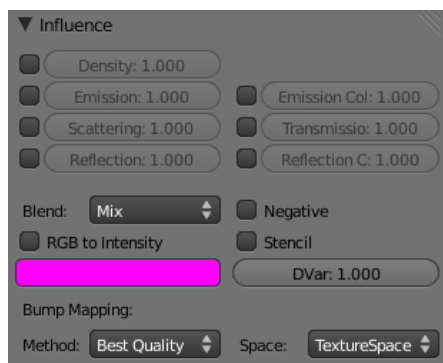 Influence
Density: 1.000
Emission: 1.000 Emission Col: 1.000
Scattering: 1.000 Transmissio: 1.000
Reflection: 1.000 Reflection C: 1.000
Blend: Mix Negative
RGB to Intensity Stencil
DVar: 1.000
Bump Mapping:
Method: Best Quality Space: TextureSpace